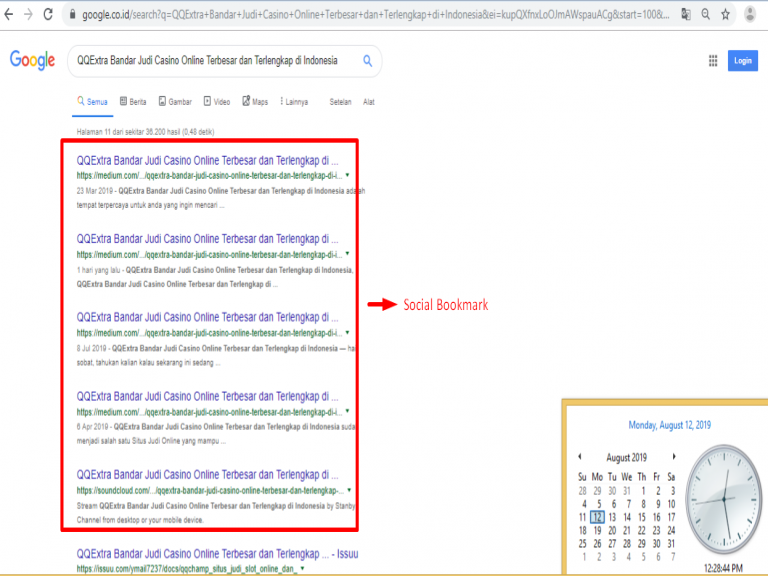 google.co.id/search?q=QQExtra+Bandar+Judi+Casino+Online+Terbesar+dan+Terlengkap+di+Indonesia&ei=kupQXfnxLoOJmAWspauACg&start=100&...
Google
QQExtra Bandar Judi Casino Online Terbesar dan Terlengkap di Indonesia
Login
Semua Berita Gambar Video Maps Lainnya Setelan Alat
Halaman 11 dari sekitar 36.200 hasil (0,48 detik)
QQExtra Bandar Judi Casino Online Terbesar dan Terlengkap di ...
https://medium.com/.../qqextra-bandar-judi-casino-online-terbesar-dan-terlengkap-di-i...
23 Mar 2019 - QQExtra Bandar Judi Casino Online Terbesar dan Terlengkap di Indonesia adalah
tempat terpercaya untuk anda yang ingin mencari ...
QQExtra Bandar Judi Casino Online Terbesar dan Terlengkap di ...
https://medium.com/.../qqextra-bandar-judi-casino-online-terbesar-dan-terlengkap-di-i...
1 hari yang lalu - QQExtra Bandar Judi Casino Online Terbesar dan Terlengkap di Indonesia,
QQExtra Bandar Judi Casino Online Terbesar dan Terlengkap di ...
Social Bookmark
QQExtra Bandar Judi Casino Online Terbesar dan Terlengkap di ...
https://medium.com/.../qqextra-bandar-judi-casino-online-terbesar-dan-terlengkap-di-i...
8 Jul 2019 - QQExtra Bandar Judi Casino Online Terbesar dan Terlengkap di Indonesia — ha
sobat, tahukan kalian kalau sekarang ini sedang ...
QQExtra Bandar Judi Casino Online Terbesar dan Terlengkap di ...
https://medium.com/.../qqextra-bandar-judi-casino-online-terbesar-dan-terlengkap-di-i...
6 Apr 2019 - QQExtra Bandar Judi Casino Online Terbesar dan Terlengkap di Indonesia suda
menjadi salah satu Situs Judi Online yang mampu ...
QQExtra Bandar Judi Casino Online Terbesar dan Terlengkap di ...
https://soundcloud.com/.../qqextra-bandar-judi-casino-online-terbesar-dan-terlengkap-...
Stream QQExtra Bandar Judi Casino Online Terbesar dan Terlengkap di Indonesia by Stanby
Channel from desktop or your mobile device.
QQExtra Bandar Judi Casino Online Terbesar dan Terlengkap ... - Issuu
https://issuu.com/ymail7237/docs/qqchamp_situs_judi_slot_online_dan_
Monday, August 12, 2019
August 2019
Su Mo Tu We Th Fr Sa
28 29 30 31 1 2 3
4 5 6 7 8 9 10
11 12 13 14 15 16 17
18 19 20 21 22 23 24
25 26 27 28 29 30 31
1 2 3 4 5 6 7
12:28:44 PM